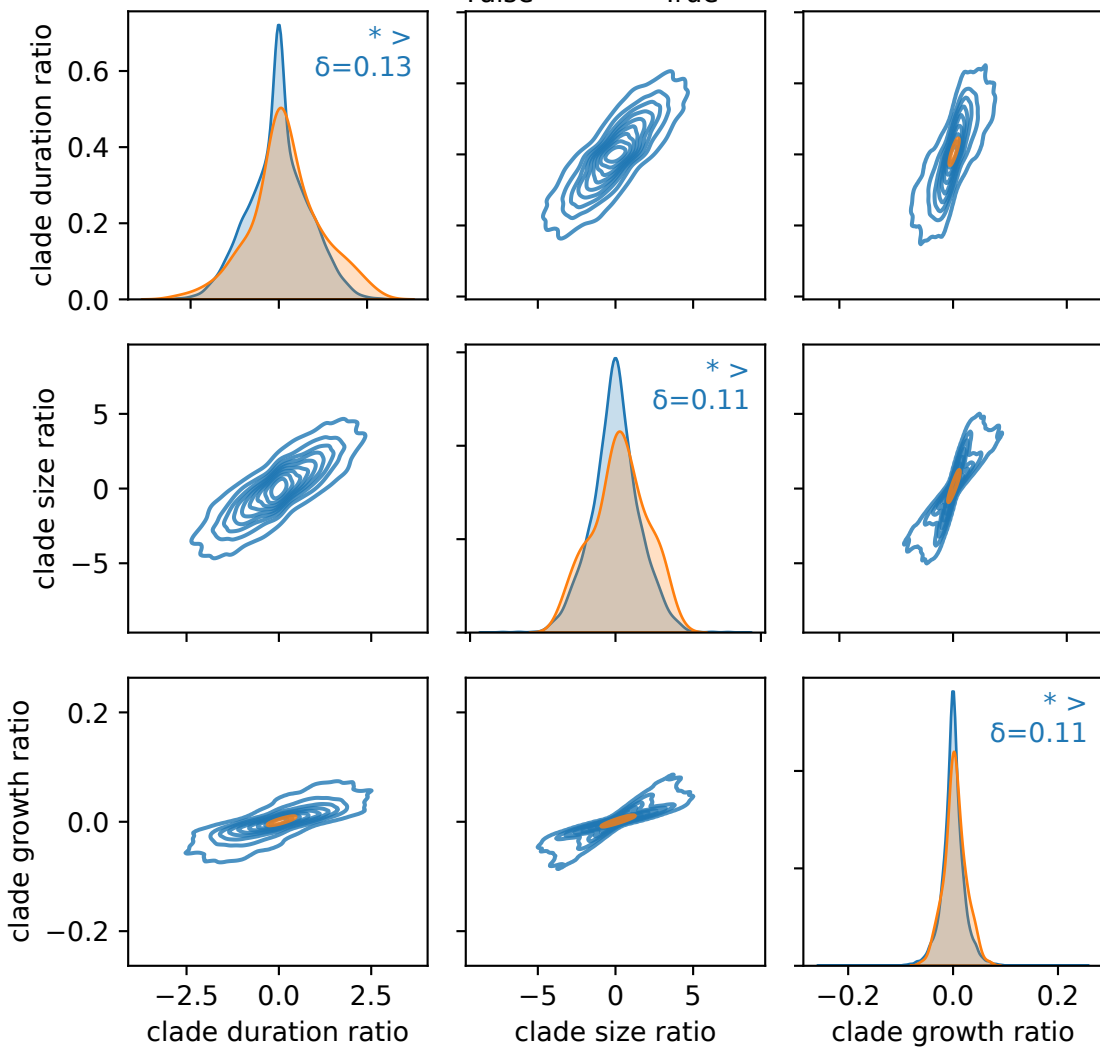 clade duration ratio
0.6
0.4
0.2
0.0
* >
δ=0.13
clade size ratio
5
0
−5
* >
δ=0.11
clade growth ratio
0.2
0.0
−0.2
* >
δ=0.11
−2.5 0.0 2.5
−5 0 5
−0.2 0.0 0.2
clade duration ratio
clade size ratio
clade growth ratio